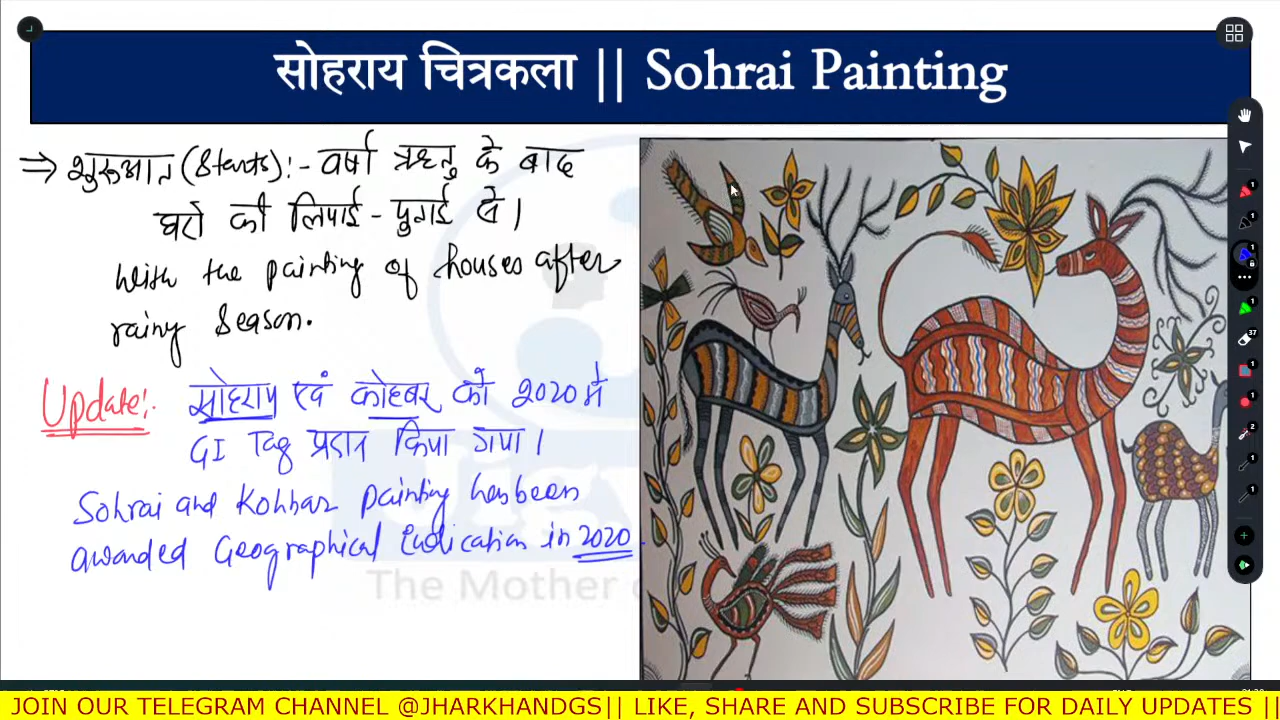 सोहराय चित्रकला || Sohrai Painting
⇒ शुरूआत (Starts) :- वर्षा ऋतु के बाद
घरो की लिपाई - पुताई से ।
With the painting of houses after
rainy Season.
Update:- सोहराय एवं कोहबर को 2020 मे
GI Tag प्रदान किया गया ।
Sohrai and Kohbar painting has been
awarded Geographical Indication in 2020.
The Mother o
JOIN OUR TELEGRAM CHANNEL @JHARKHANDGS|| LIKE, SHARE AND SUBSCRIBE FOR DAILY UPDATES ||